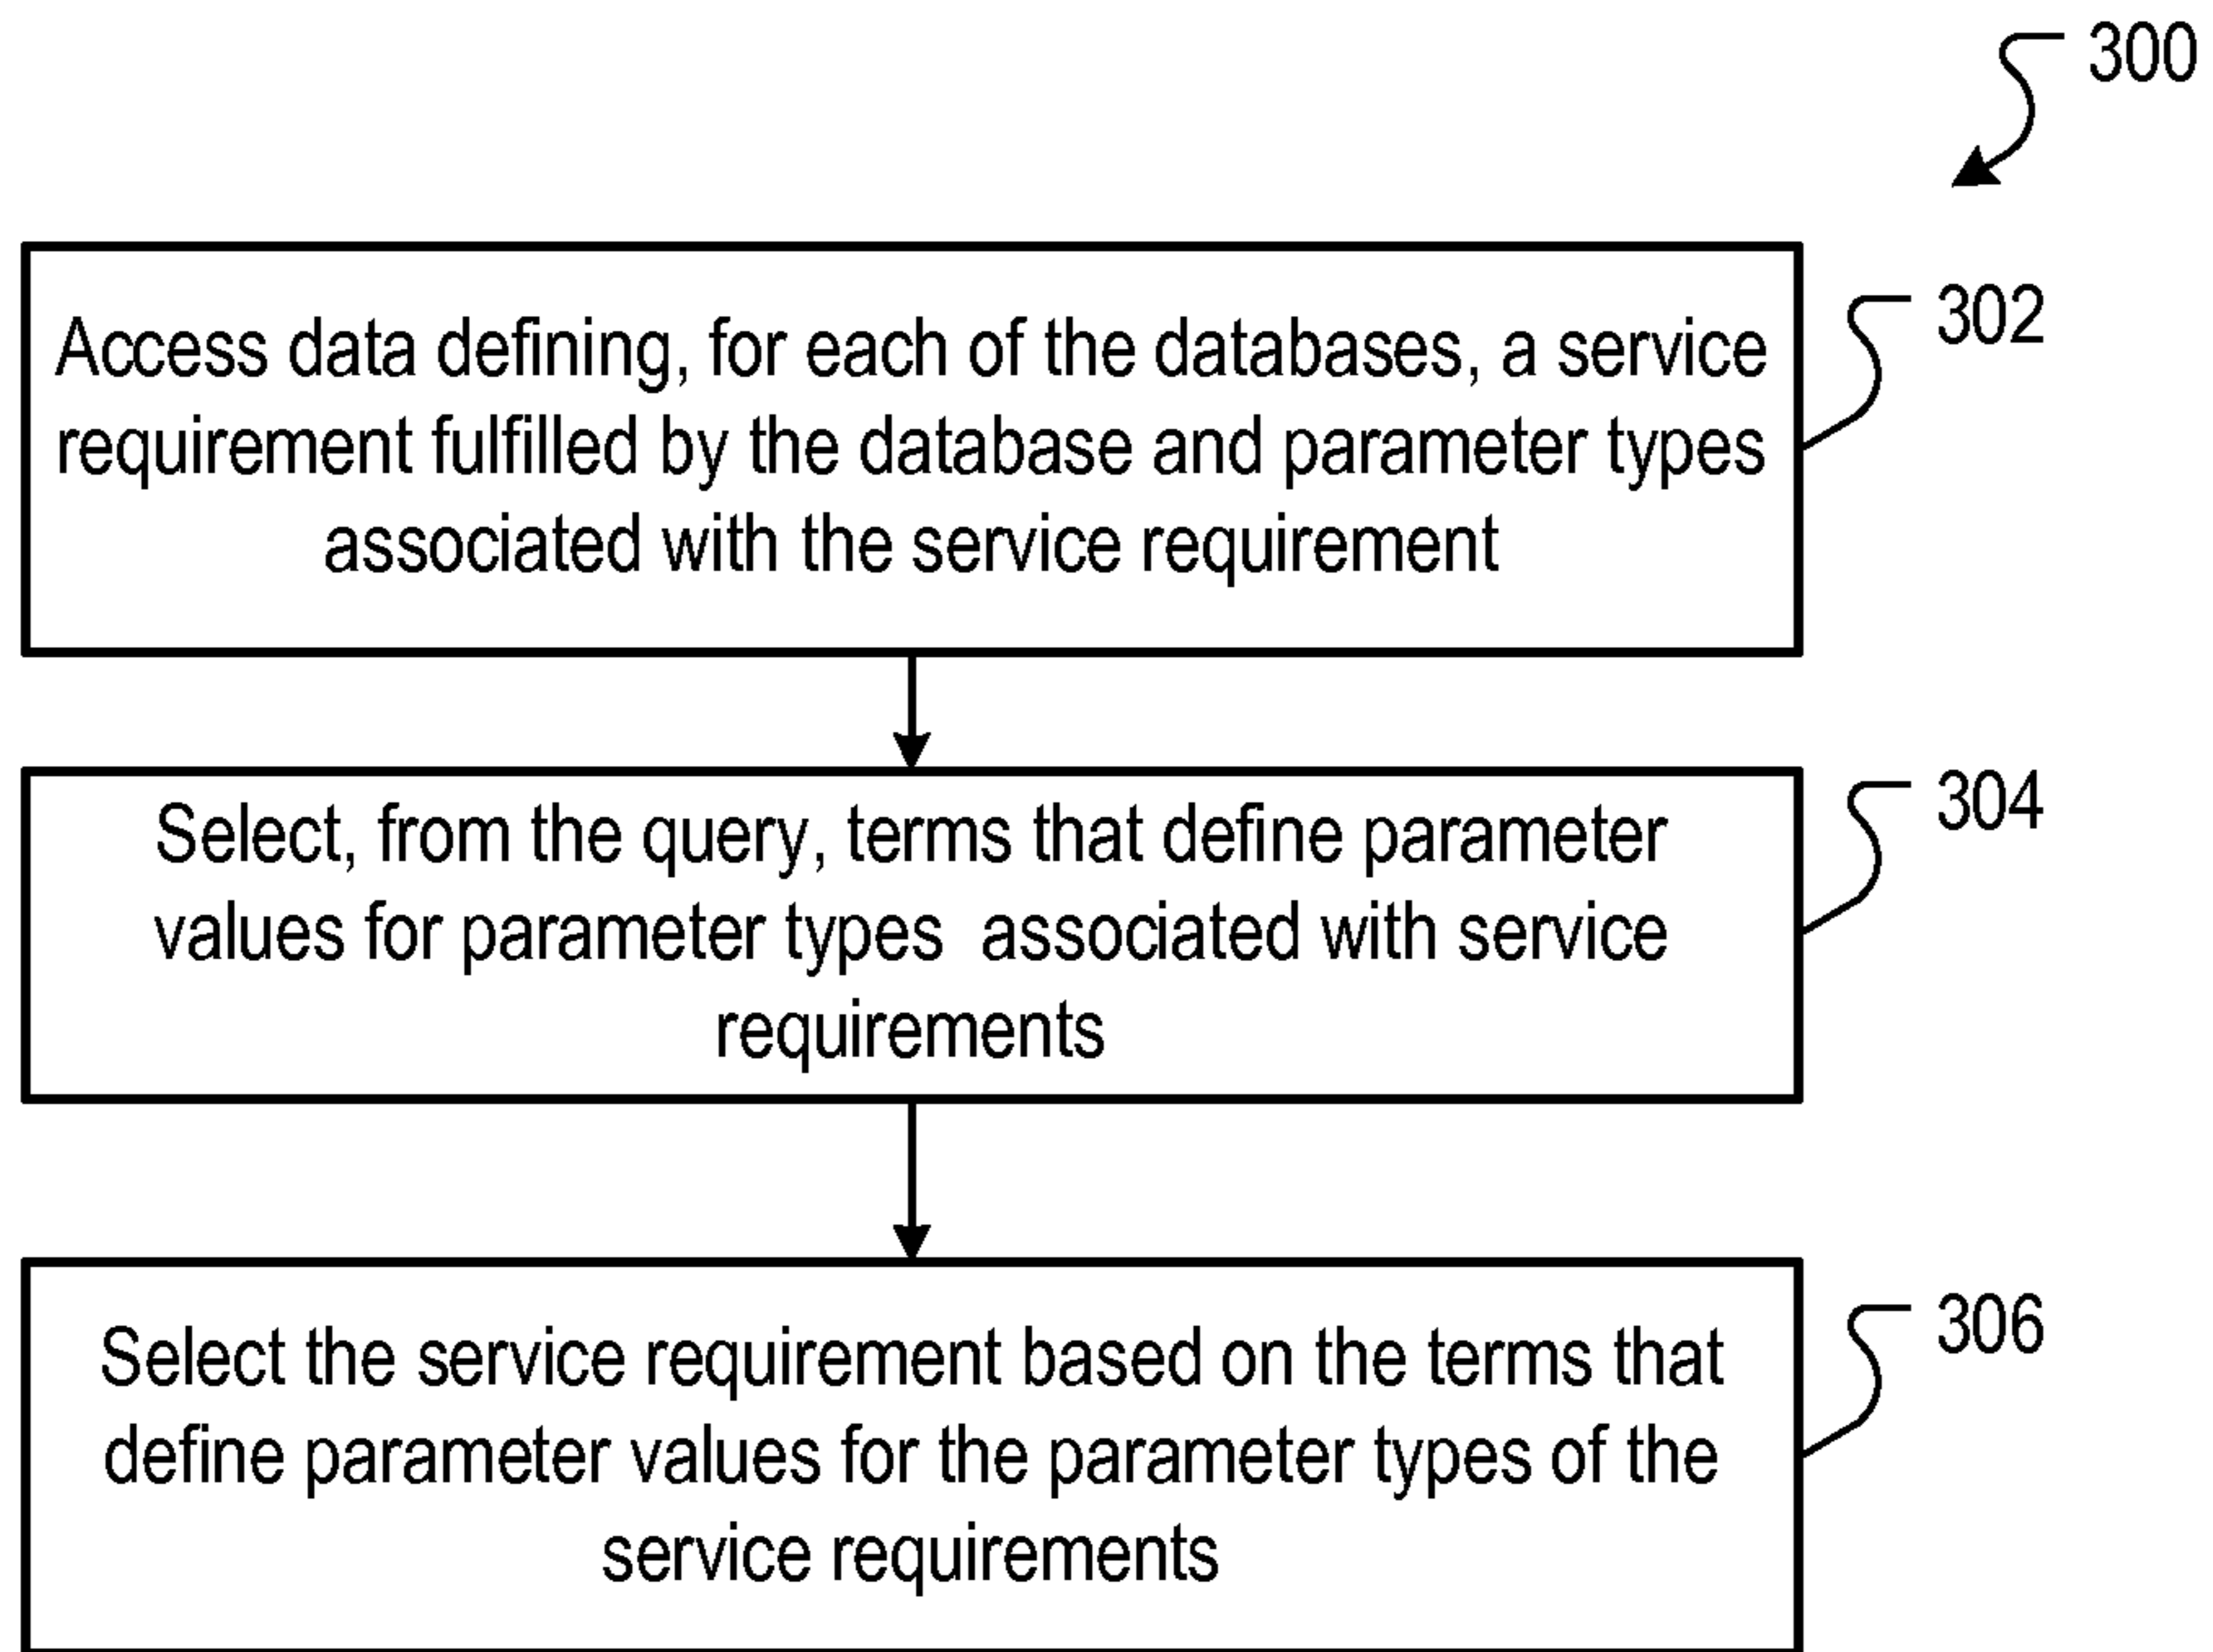 300
Access data defining, for each of the databases, a service
requirement fulfilled by the database and parameter types
associated with the service requirement
302
Select, from the query, terms that define parameter
values for parameter types  associated with service
requirements
304
Select the service requirement based on the terms that
define parameter values for the parameter types of the
service requirements
306